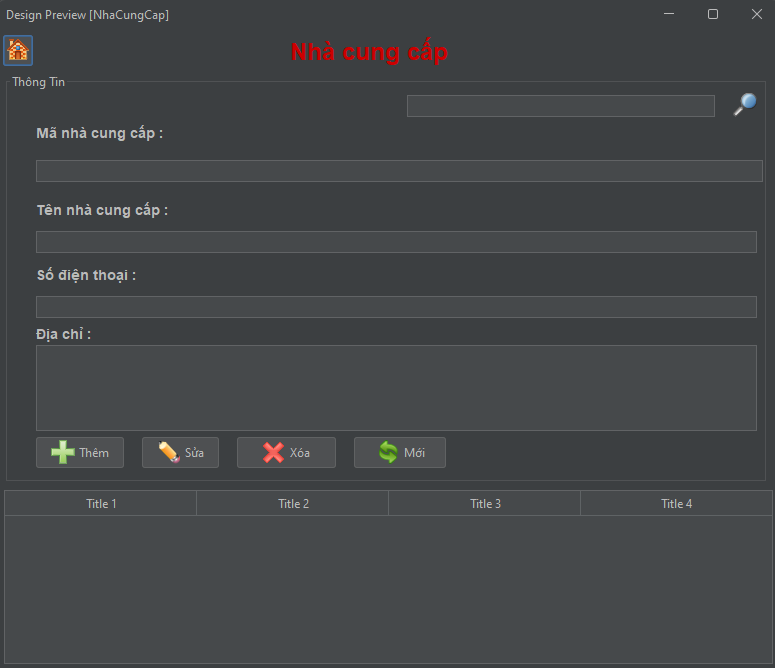 Design Preview [NhaCungCap]
Nhà cung cấp
Thông Tin
Mã nhà cung cấp :
Tên nhà cung cấp :
Số điện thoại :
Địa chỉ :
Thêm Sửa Xóa Mới
Title 1 Title 2 Title 3 Title 4